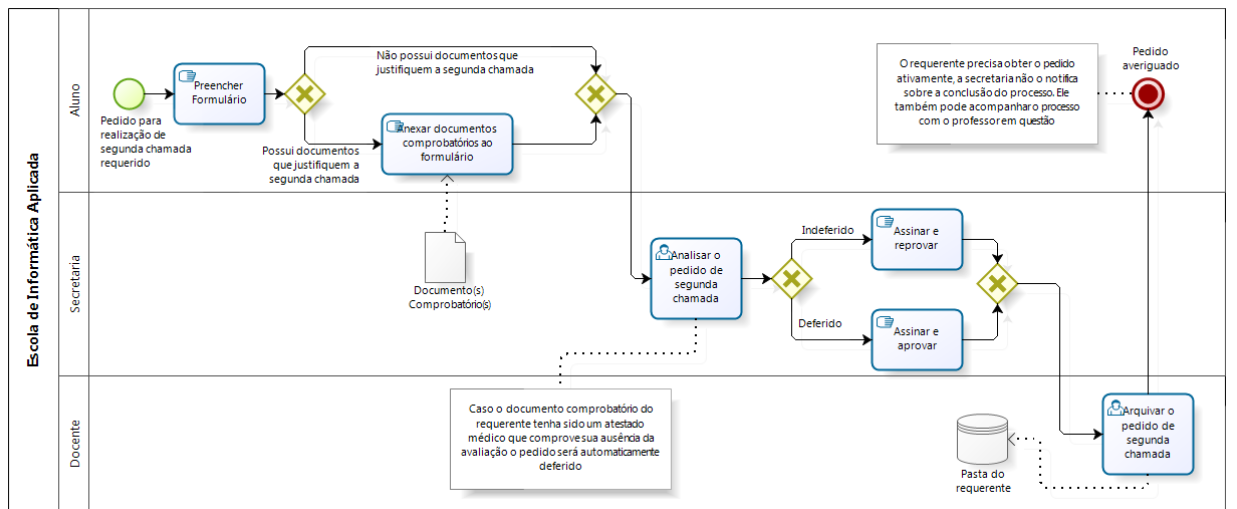 Escola de Informática Aplicada
Aluno
Pedido para
realização de
segunda chamada
requerido
Preencher
Formulário
Não possui documentos que
justifiquem a segunda chamada
Possui documentos
que justifiquem a
segunda chamada
Anexar documentos
comprobatórios ao
formulário
O requerente precisa obter o pedido
ativamente, a secretaria não o notifica
sobre a conclusão do processo. Ele
também pode acompanhar o processo
com o professor em questão
Pedido
averiguado
Secretaria
Documento(s)
Comprobatório(s)
Analisar o
pedido de
segunda
chamada
Indeferido
Assinar e
reprovar
Deferido
Assinar e
aprovar
Docente
Caso o documento comprobatório do
requerente tenha sido um atestado
médico que comprove sua ausência da
avaliação o pedido será automaticamente
deferido
Pasta do
requerente
Arquivar o
pedido de
segunda
chamada